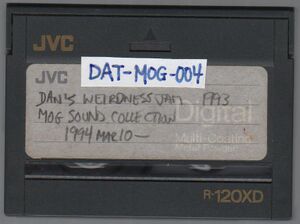 JVC
DAT-MOG-004
JVC
DAN'S WEIRDNESS JAM 1993
MOG SOUND COLLECTION
1994 MAR 10 —
Digital
Multi-Coating
Metal Powder
R-120XD